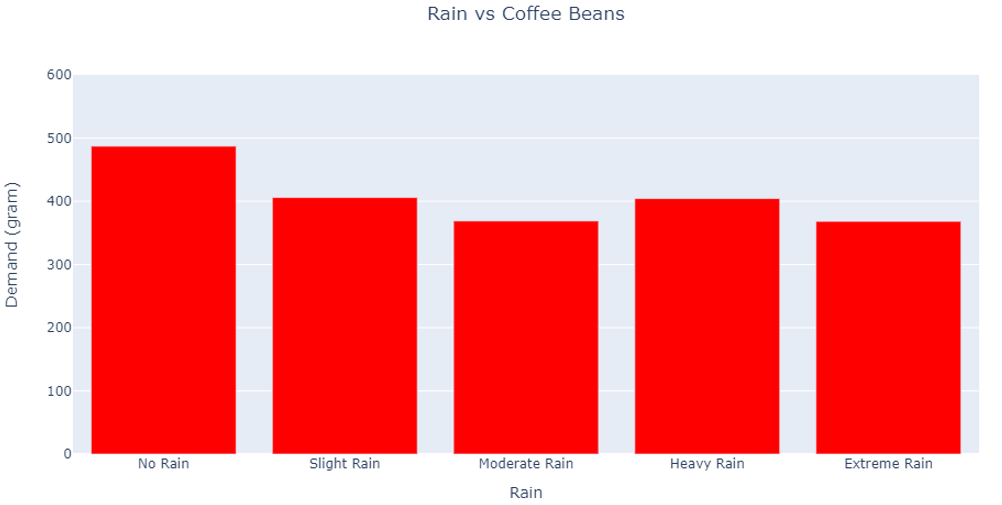 Rain vs Coffee Beans
600
500
400
300
200
100
0
Demand (gram)
No Rain
Slight Rain
Moderate Rain
Heavy Rain
Extreme Rain
Rain